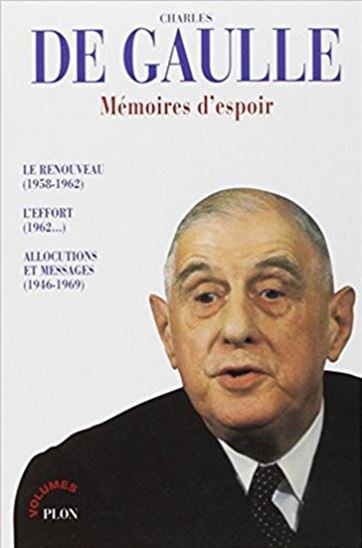 CHARLES
DE GAULLE
Mémoires d'espoir
LE RENOUVEAU
(1958-1962)
L'EFFORT
(1962...)
ALLOCUTIONS
ET MESSAGES
(1946-1969)
VOLUMES
PLON